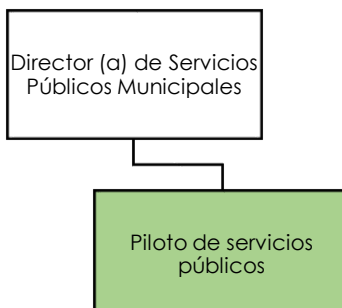 Director (a) de Servicios
Públicos Municipales
Piloto de servicios
públicos